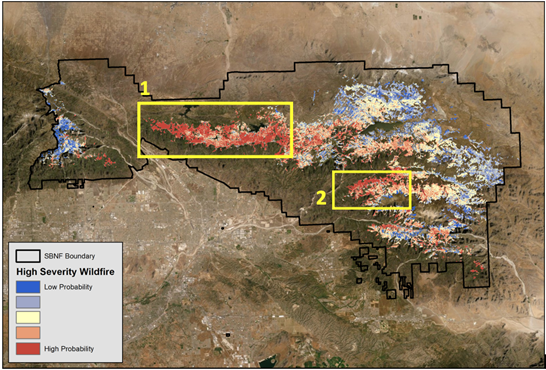 1
2
SBNF Boundary
High Severity Wildfire
Low Probability
High Probability